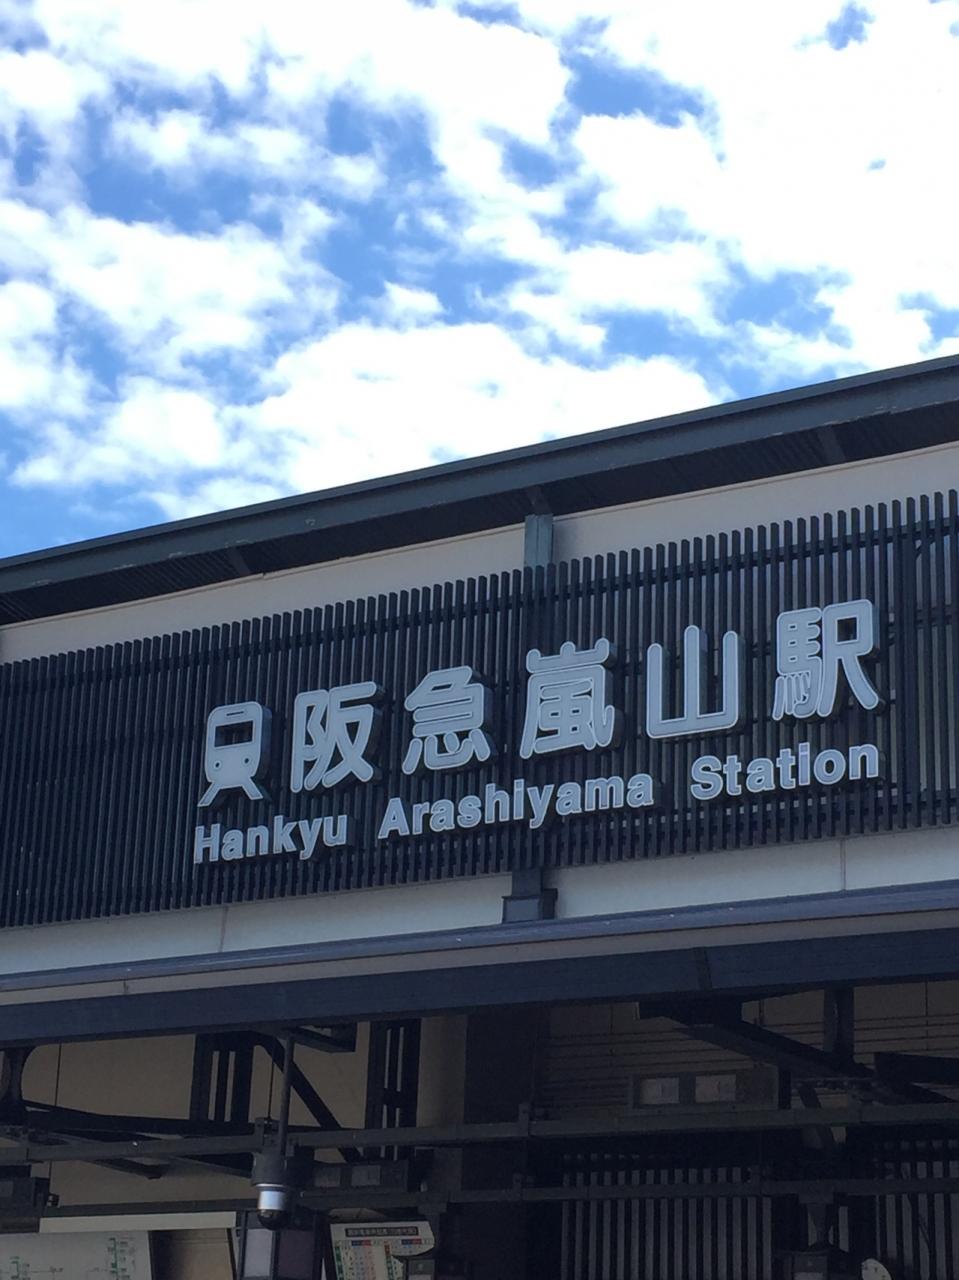 阪急嵐山駅
Hankyu Arashiyama Station